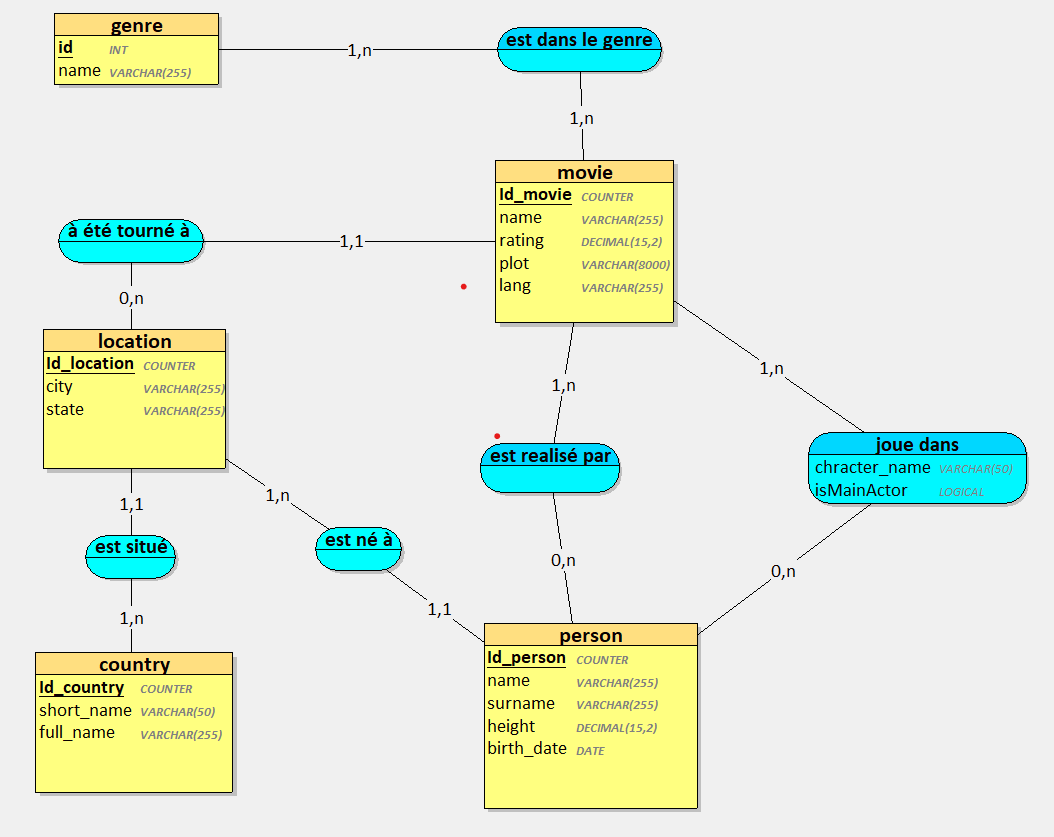 genre
id INT
name VARCHAR(255)
1,n
est dans le genre
1,n
movie
Id_movie COUNTER
name VARCHAR(255)
rating DECIMAL(15,2)
plot VARCHAR(8000)
lang VARCHAR(255)
à été tourné à
1,1
0,n
location
Id_location COUNTER
city VARCHAR(255)
state VARCHAR(255)
1,n
1,n
est realisé par
joue dans
chracter_name VARCHAR(50)
isMainActor LOGICAL
1,1
1,n
est situé
est né à
0,n
0,n
1,n
1,1
country
Id_country COUNTER
short_name VARCHAR(50)
full_name VARCHAR(255)
person
Id_person COUNTER
name VARCHAR(255)
surname VARCHAR(255)
height DECIMAL(15,2)
birth_date DATE